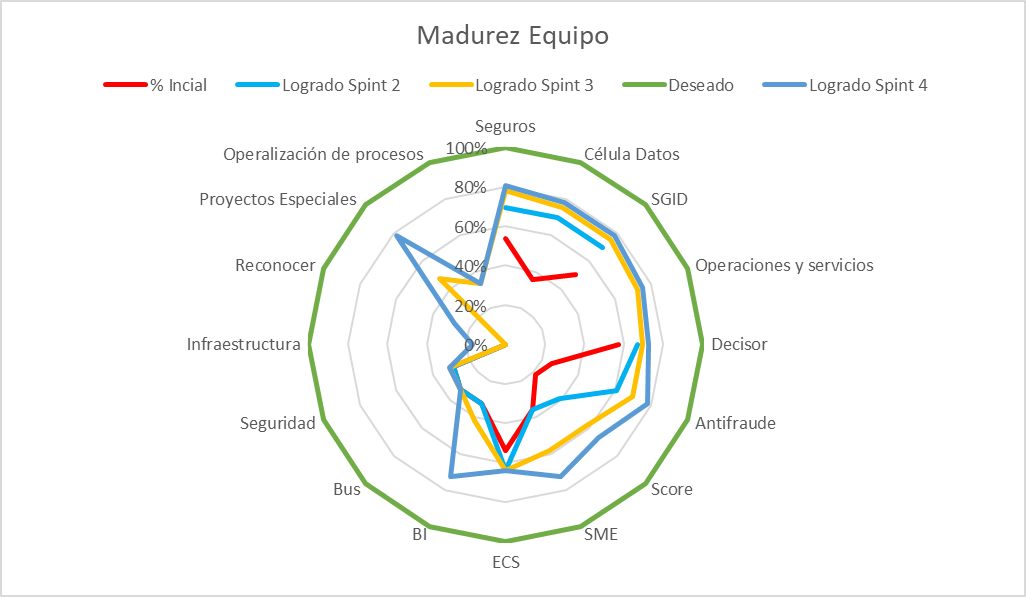 Madurez Equipo
% Incial
Logrado Spint 2
Logrado Spint 3
Deseado
Logrado Spint 4
Seguros
Célula Datos
SGID
Operaciones y servicios
Decisor
Antifraude
Score
SME
ECS
BI
Bus
Seguridad
Infraestructura
Reconocer
Proyectos Especiales
Operalización de procesos
100%
80%
60%
40%
20%
0%